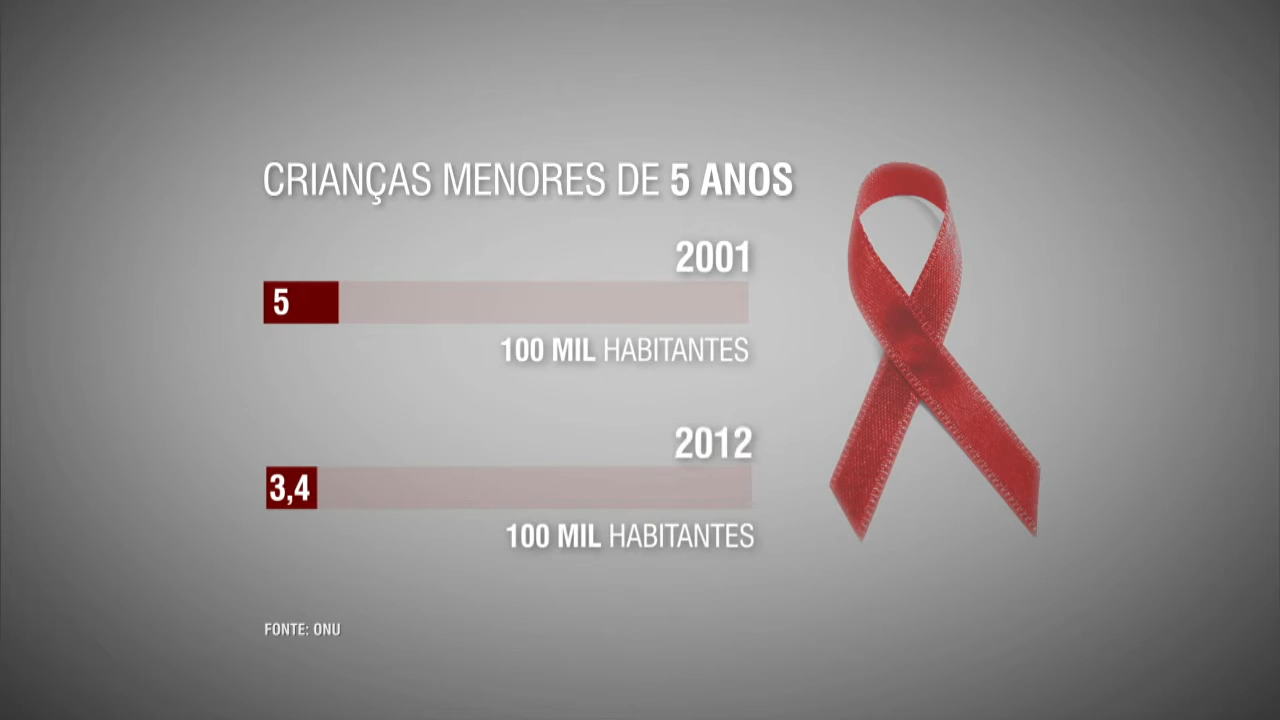 CRIANÇAS MENORES DE 5 ANOS
2001
5
100 MIL HABITANTES
2012
3,4
100 MIL HABITANTES
FONTE: ONU